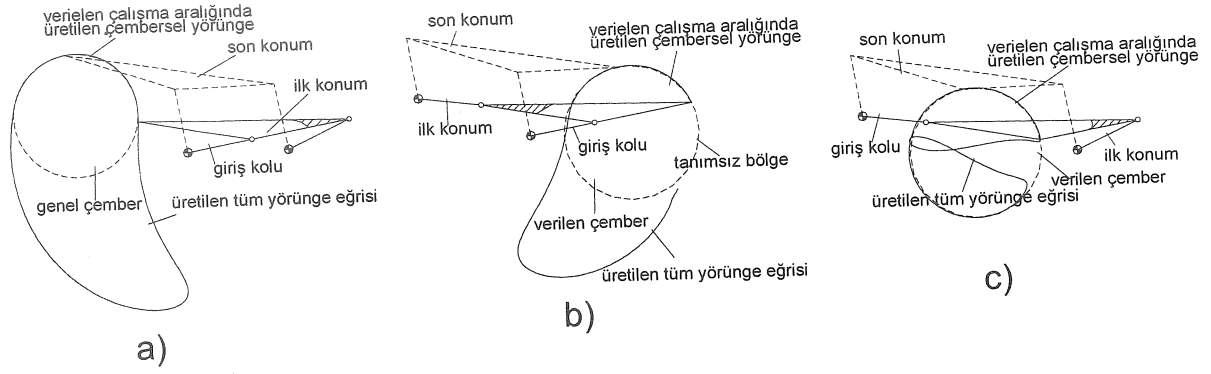 verielen çalışma aralığında
üretilen çembersel yörünge
son konum
ilk konum
giriş kolu
genel çember
üretilen tüm yörünge eğrisi
a)
son konum
verielen çalışma aralığında
üretilen çembersel yörünge
ilk konum
giriş kolu
tanımsız bölge
verilen çember
üretilen tüm yörünge eğrisi
b)
son konum
verielen çalışma aralığında
üretilen çembersel yörünge
giriş kolu
ilk konum
verilen çember
üretilen tüm yörünge eğrisi
c)